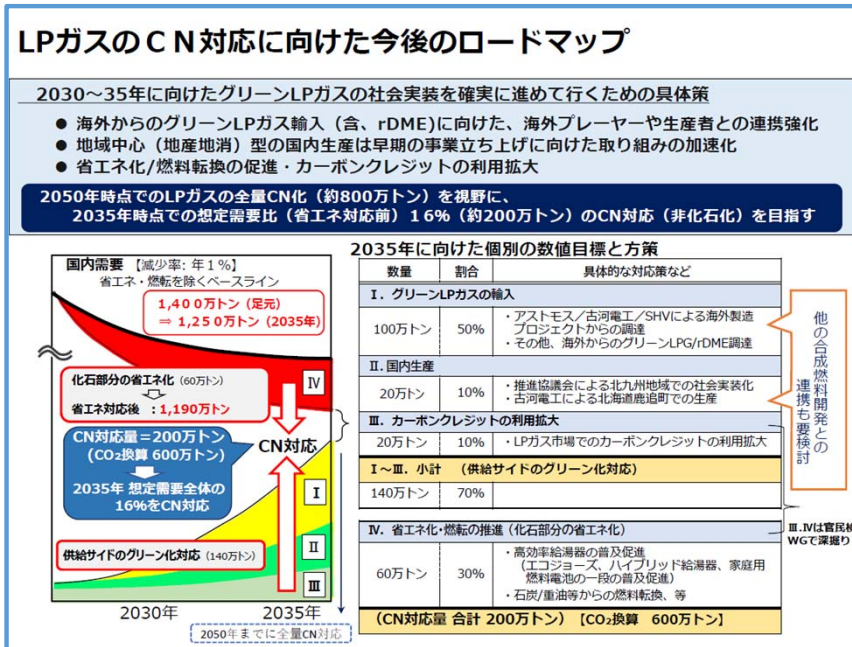 LPガスのＣＮ対応に向けた今後のロードマップ
2030～35年に向けたグリーンLPガスの社会実装を確実に進めて行くための具体策
● 海外からのグリーンLPガス輸入（含、rDME)に向けた、海外プレーヤーや生産者との連携強化
● 地域中心（地産地消）型の国内生産は早期の事業立ち上げに向けた取り組みの加速化
● 省エネ化/燃料転換の促進・カーボンクレジットの利用拡大
2050年時点でのLPガスの全量CN化（約800万トン）を視野に、
2035年時点での想定需要比（省エネ対応前）16%（約200万トン）のCN対応（非化石化）を目指す
国内需要 【減少率: 年１%】
省エネ・燃転を除くベースライン
1,4００万トン（足元）
⇒ 1,2５0万トン（2035年）
化石部分の省エネ化（60万トン）
省エネ対応後 ：1,190万トン
Ⅳ
CN対応量＝200万トン
（CO₂換算 600万トン）
2035年 想定需要全体の
16%をCN対応
CN対応
Ⅰ
Ⅱ
Ⅲ
供給サイドのグリーン化対応（140万トン）
2030年
2035年
2050年までに全量CN対応
2035年に向けた個別の数値目標と方策
数量 割合 具体的な対応策など
Ⅰ. グリーンLPガスの輸入
100万トン 50% ・アストモス／古河電工／SHVによる海外製造
プロジェクトからの調達
・その他、海外からのグリーンLPG/rDME調達
Ⅱ. 国内生産
20万トン 10% ・推進協議会による北九州地域での社会実装化
・古河電工による北海道鹿追町での生産
Ⅲ. カーボンクレジットの利用拡大
20万トン 10% ・LPガス市場でのカーボンクレジットの利用拡大
Ⅰ～Ⅲ. 小計 （供給サイドのグリーン化対応）
140万トン 70%
Ⅳ. 省エネ化・燃転の推進（化石部分の省エネ化）
60万トン 30% ・高効率給湯器の普及促進
（エコジョーズ、ハイブリッド給湯器、家庭用
燃料電池の一段の普及促進）
・石炭/重油等からの燃料転換、等
（CN対応量 合計 200万トン）【CO₂換算 600万トン】
他の合成燃料開発との
連携も要検討
Ⅲ.Ⅳは官民検
WGで深掘り